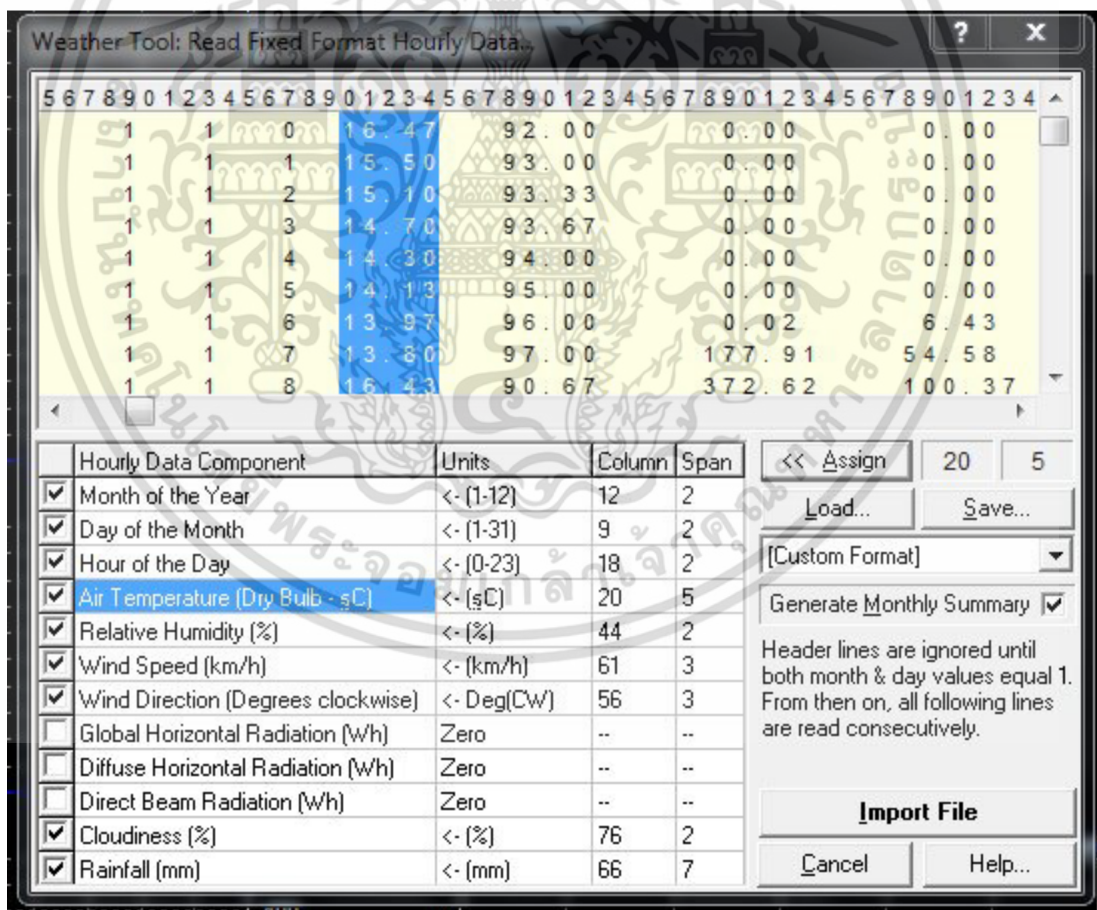 Weather Tool: Read Fixed Format Hourly Data...
? x
5 6 7 8 9 0 1 2 3 4 5 6 7 8 9 0 1 2 3 4 5 6 7 8 9 0 1 2 3 4 5 6 7 8 9 0 1 2 3 4 5 6 7 8 9 0 1 2 3 4
1 1 0 16.47 92.00 0.00 0.00
1 1 1 15.50 93.00 0.00 0.00
1 1 2 15.10 93.33 0.00 0.00
1 1 3 14.70 93.67 0.00 0.00
1 1 4 14.30 94.00 0.00 0.00
1 1 5 14.13 95.00 0.00 0.00
1 1 6 13.97 96.00 0.02 6.43
1 1 7 13.80 97.00 177.91 54.58
1 1 8 16.43 90.67 372.62 100.37
Hourly Data Component Units Column Span << Assign 20 5
Month of the Year <- (1-12) 12 2
Load... Save...
Day of the Month <- (1-31) 9 2
Hour of the Day <- (0-23) 18 2 [Custom Format]
Air Temperature (Dry Bulb - şC) <- (şC) 20 5 Generate Monthly Summary
Relative Humidity (%) <- (%) 44 2
Wind Speed (km/h) <- (km/h) 61 3
Wind Direction (Degrees clockwise) <- Deg(CW) 56 3
Header lines are ignored until
both month & day values equal 1.
From then on, all following lines
are read consecutively.
Global Horizontal Radiation (Wh) Zero -- --
Diffuse Horizontal Radiation (Wh) Zero -- --
Direct Beam Radiation (Wh) Zero -- --
Import File
Cloudiness (%) <- (%) 76 2
Rainfall (mm) <- (mm) 66 7
Cancel Help...